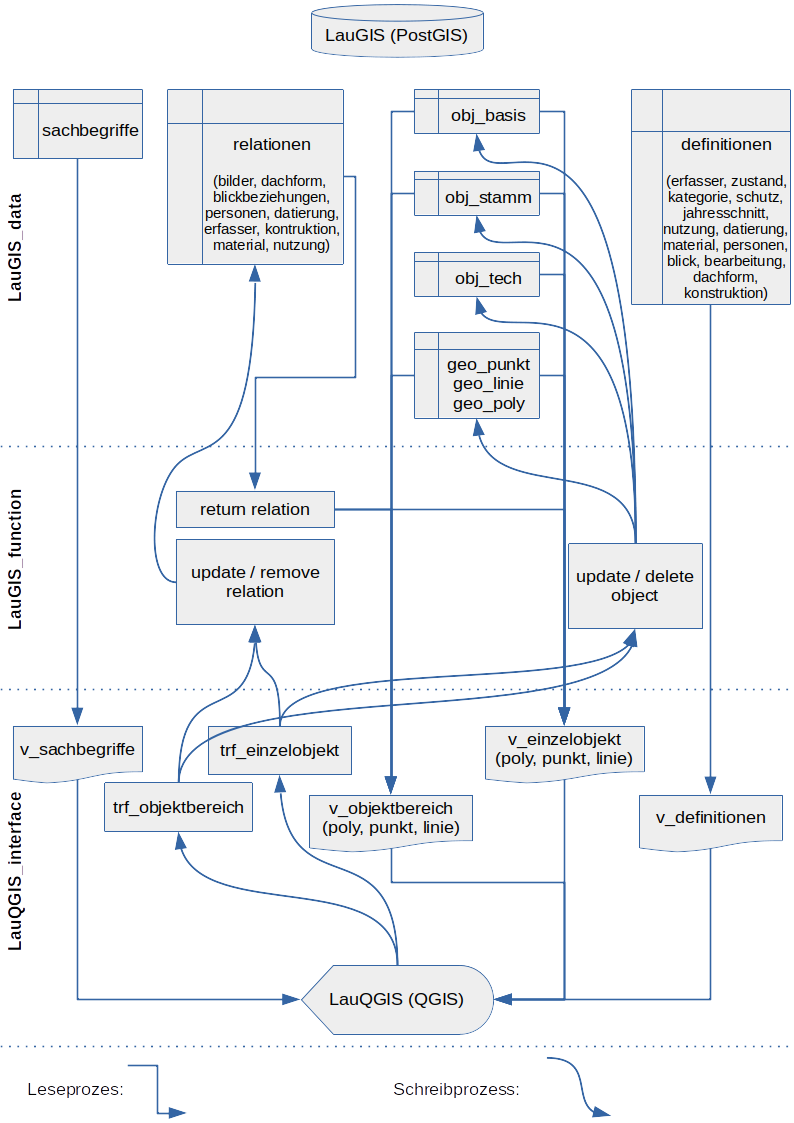 LauGIS (PostGIS)
LauGIS_data
sachbegriffe
relationen
(bilder, dachform,
blickbeziehungen,
personen, datierung,
erfasser, kontruktion,
material, nutzung)
obj_basis
obj_stamm
obj_tech
geo_punkt
geo_linie
geo_poly
definitionen
(erfasser, zustand,
kategorie, schutz,
jahresschnitt,
nutzung, datierung,
material, personen,
blick, bearbeitung,
dachform,
konstruktion)
LauGIS_function
return relation
update / remove
relation
update / delete
object
LauQGIS_interface
v_sachbegriffe
trf_objektbereich
trf_einzelobjekt
v_objektbereich
(poly, punkt, linie)
v_einzelobjekt
(poly, punkt, linie)
v_definitionen
LauQGIS (QGIS)
Leseprozes:
Schreibprozess: